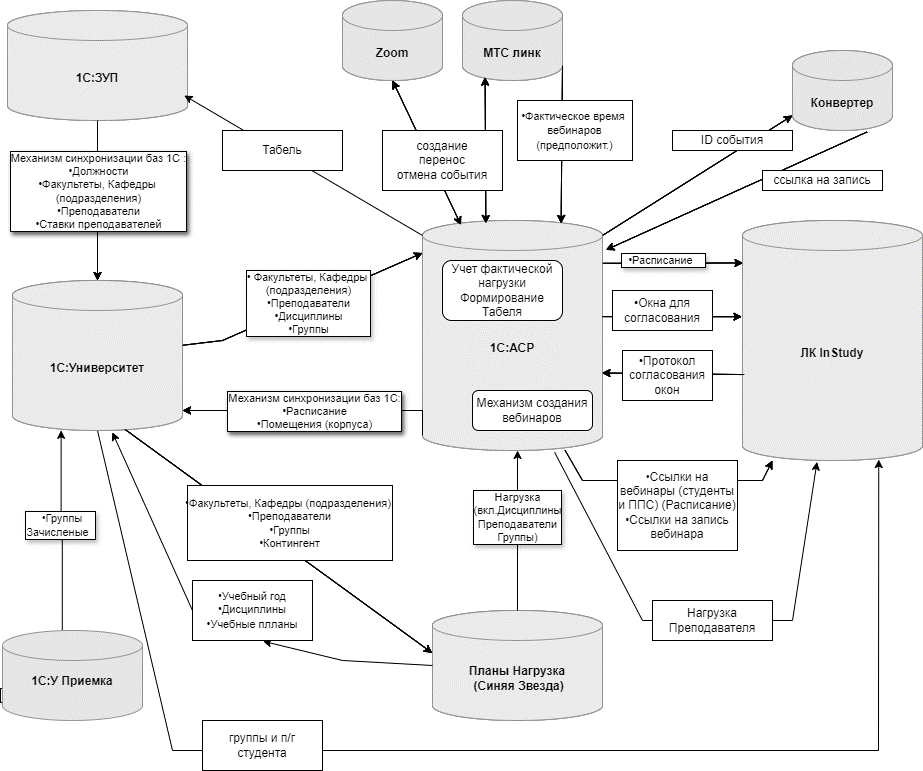 1С:ЗУП
Zoom
МТС линк
Конвертер
Механизм синхронизации баз 1С :
•Должности
•Факультеты, Кафедры
(подразделения)
•Преподаватели
•Ставки преподавателей
Табель
создание
перенос
отмена события
•Фактическое время
вебинаров
(предположит.)
ID события
ссылка на запись
1С:Университет
• Факультеты, Кафедры
(подразделения)
•Преподаватели
•Дисциплины
•Группы
Учет фактической
нагрузки
Формирование
Табеля
1С:АСР
Механизм создания
вебинаров
•Расписание
•Окна для
согласования
•Протокол
согласования
окон
ЛК InStudy
Механизм синхронизации баз 1С:
•Расписание
•Помещения (корпуса)
•Группы
Зачисленые
•Факультеты, Кафедры (подразделения)
•Преподаватели
•Группы
•Контингент
Нагрузка
(вкл.Дисциплины
Преподаватели
Группы)
•Ссылки на
вебинары (студенты
и ППС) (Расписание)
•Ссылки на запись
вебинара
•Учебный год
•Дисциплины
•Учебные планы
Нагрузка
Преподавателя
1С:У Приемка
Планы Нагрузка
(Синяя Звезда)
группы и п/г
студента